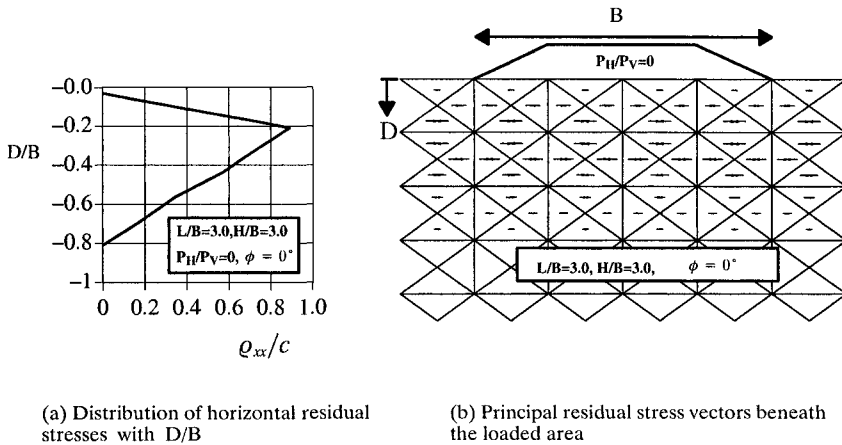 −0.0
−0.2
D/B
−0.4
−0.6
−0.8
−1
L/B=3.0,H/B=3.0
P_H/P_V=0, ϕ = 0°
0 0.2 0.4 0.6 0.8 1.0
ϱ_xx/c
B
P_H/P_V=0
D
L/B=3.0, H/B=3.0, ϕ = 0°
(a) Distribution of horizontal residual
stresses with D/B
(b) Principal residual stress vectors beneath
the loaded area